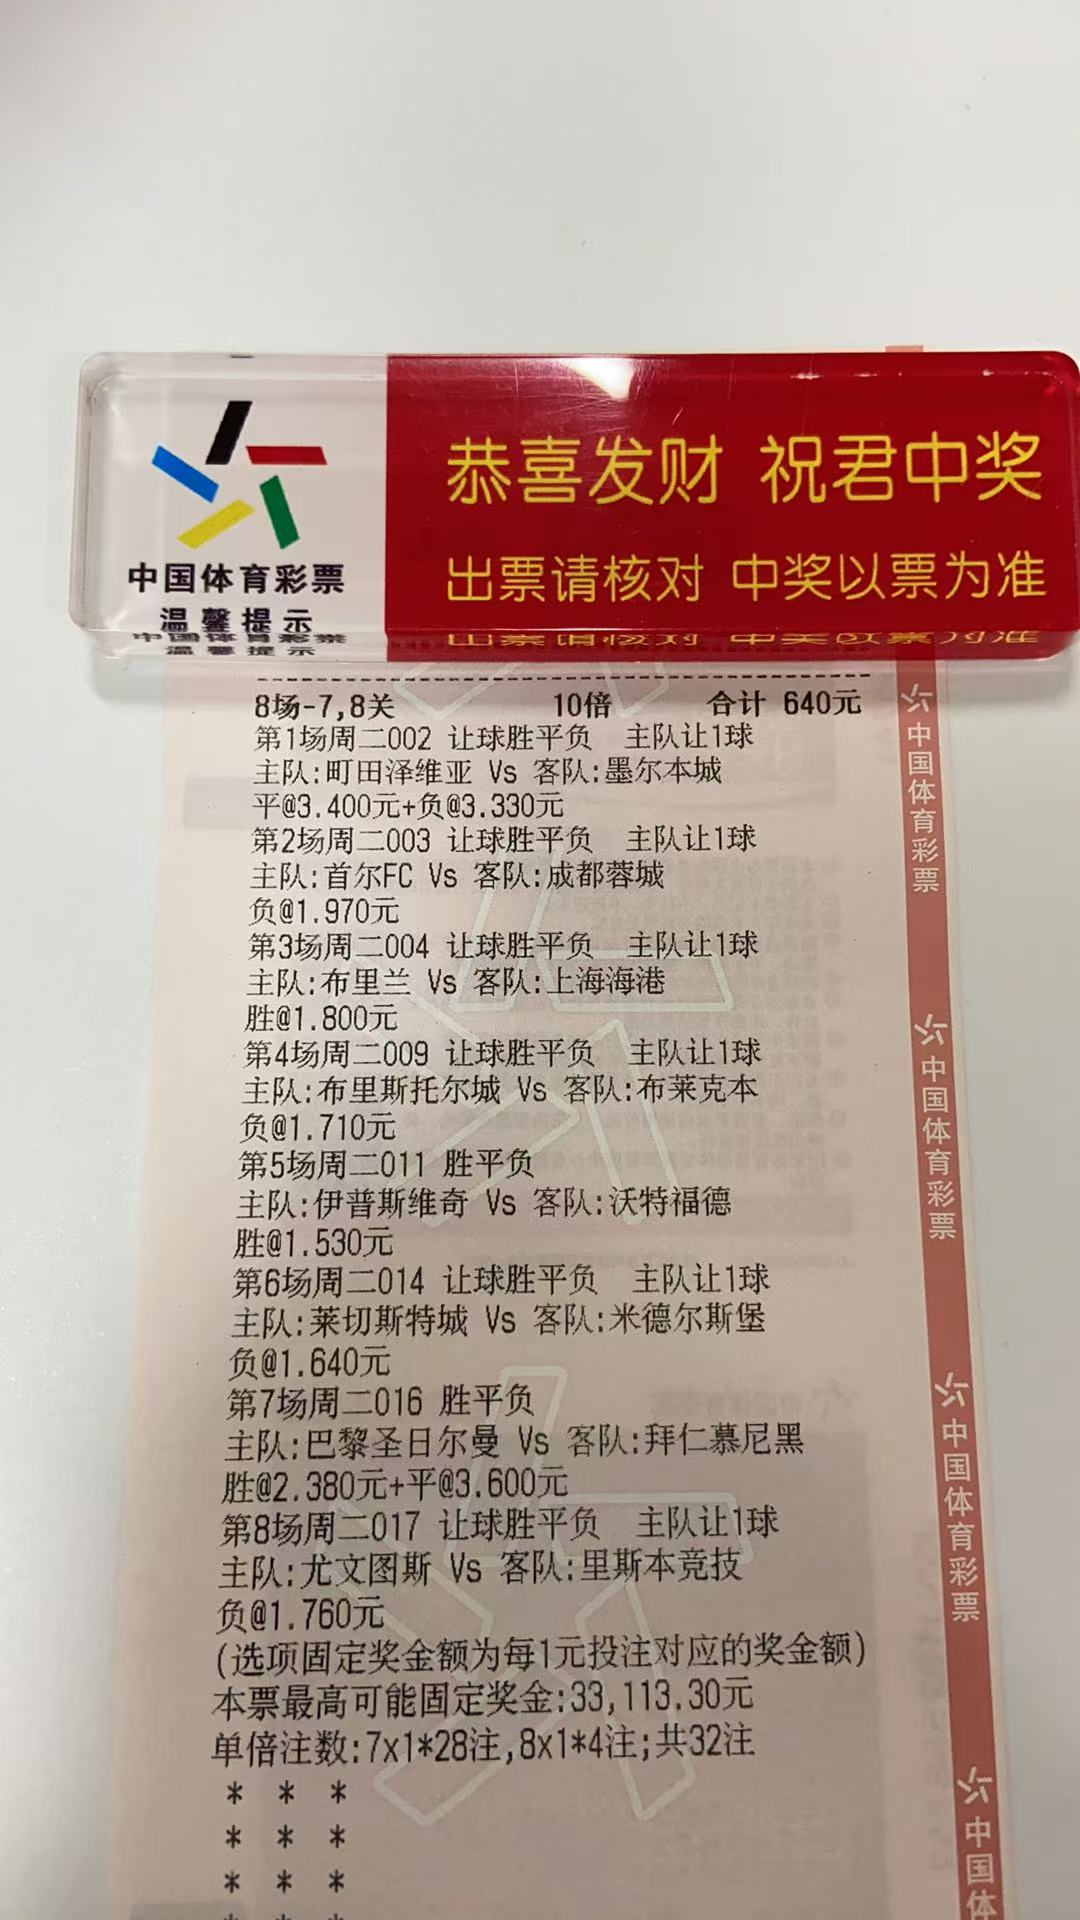 恭喜发财 祝君中奖
出票请核对 中奖以票为准
中国体育彩票
温馨提示
8场-7,8关 10倍 合计 640元
第1场周二002 让球胜平负 主队让1球
主队:町田泽维亚 Vs 客队:墨尔本城
平@3.400元+负@3.330元
第2场周二003 让球胜平负 主队让1球
主队:首尔FC Vs 客队:成都蓉城
负@1.970元
第3场周二004 让球胜平负 主队让1球
主队:布里兰 Vs 客队:上海海港
胜@1.800元
第4场周二009 让球胜平负 主队让1球
主队:布里斯托尔城 Vs 客队:布莱克本
负@1.710元
第5场周二011 胜平负
主队:伊普斯维奇 Vs 客队:沃特福德
胜@1.530元
第6场周二014 让球胜平负 主队让1球
主队:莱切斯特城 Vs 客队:米德尔斯堡
负@1.640元
第7场周二016 胜平负
主队:巴黎圣日尔曼 Vs 客队:拜仁慕尼黑
胜@2.380元+平@3.600元
第8场周二017 让球胜平负 主队让1球
主队:尤文图斯 Vs 客队:里斯本竞技
负@1.760元
(选项固定奖金额为每1元投注对应的奖金额)
本票最高可能固定奖金:33,113.30元
单倍注数:7x1*28注,8x1*4注;共32注
* * *
* * *
* * *
中国体育彩票
中国体育彩票
中国体育彩票
中国体